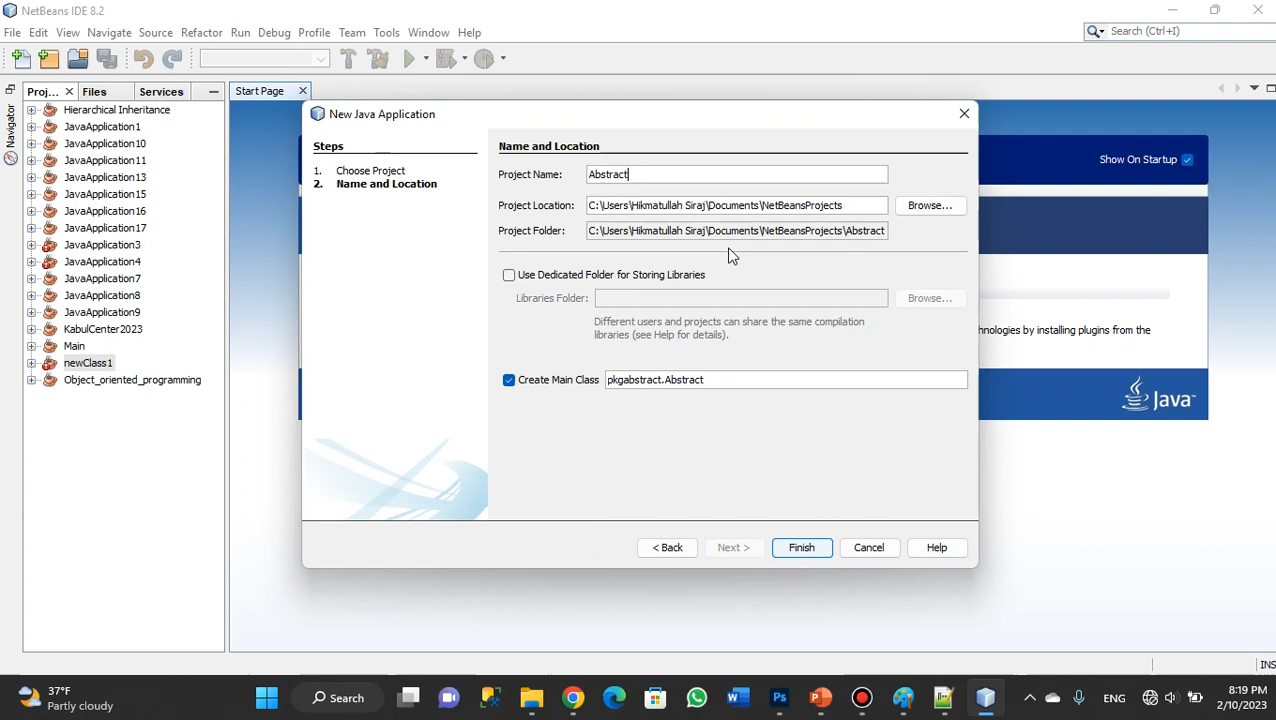 NetBeans IDE 8.2
File Edit View Navigate Source Refactor Run Debug Profile Team Tools Window Help
Search (Ctrl+I)
Proj... Files Services
Start Page
Navigator
Hierarchical Inheritance
JavaApplication1
JavaApplication10
JavaApplication11
JavaApplication13
JavaApplication15
JavaApplication16
JavaApplication17
JavaApplication3
JavaApplication4
JavaApplication7
JavaApplication8
JavaApplication9
KabulCenter2023
Main
newClass1
Object_oriented_programming
Show On Startup
hnologies by installing plugins from the
Java
New Java Application
Steps
1. Choose Project
2. Name and Location
Name and Location
Project Name: Abstract
Project Location: C:\Users\Hikmatullah Siraj\Documents\NetBeansProjects Browse...
Project Folder: C:\Users\Hikmatullah Siraj\Documents\NetBeansProjects\Abstract
Use Dedicated Folder for Storing Libraries
Libraries Folder: Browse...
Different users and projects can share the same compilation
libraries (see Help for details).
Create Main Class pkgabstract.Abstract
< Back Next > Finish Cancel Help
INS
37°F
Partly cloudy
Search
ENG
8:19 PM
2/10/2023